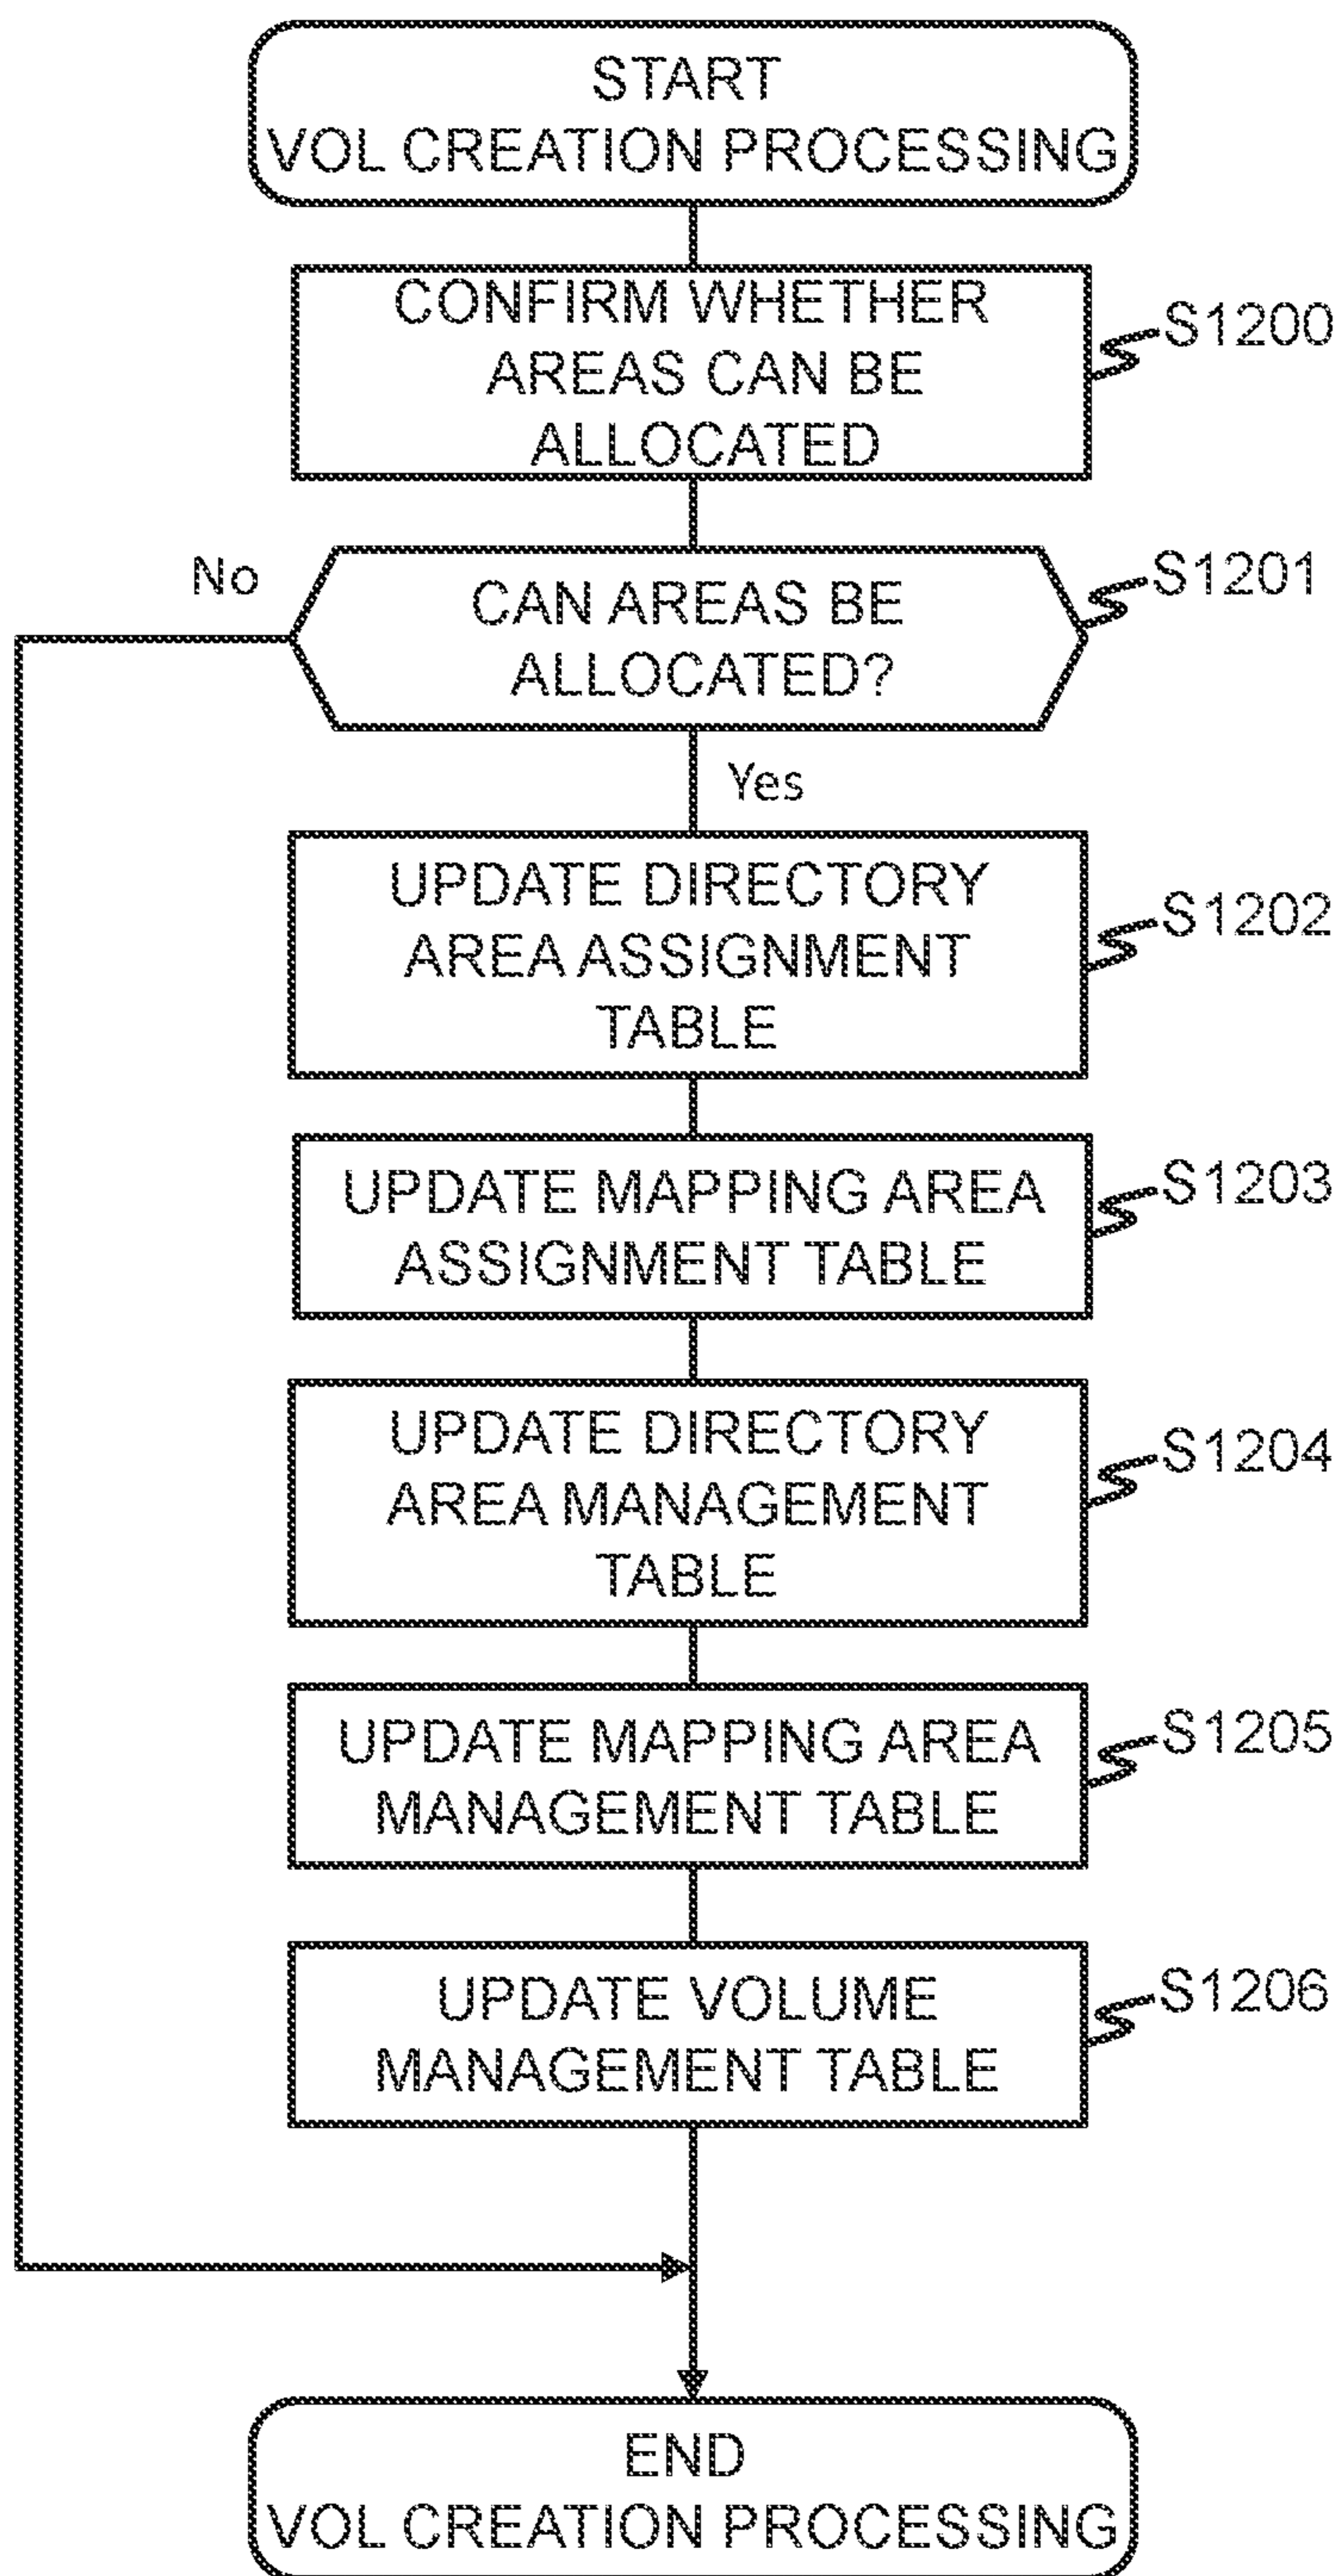 START
VOL CREATION PROCESSING
CONFIRM WHETHER
AREAS CAN BE
ALLOCATED
S1200
No
CAN AREAS BE
ALLOCATED?
S1201
Yes
UPDATE DIRECTORY
AREA ASSIGNMENT
TABLE
S1202
UPDATE MAPPING AREA
ASSIGNMENT TABLE
S1203
UPDATE DIRECTORY
AREA MANAGEMENT
TABLE
S1204
UPDATE MAPPING AREA
MANAGEMENT TABLE
S1205
UPDATE VOLUME
MANAGEMENT TABLE
S1206
END
VOL CREATION PROCESSING